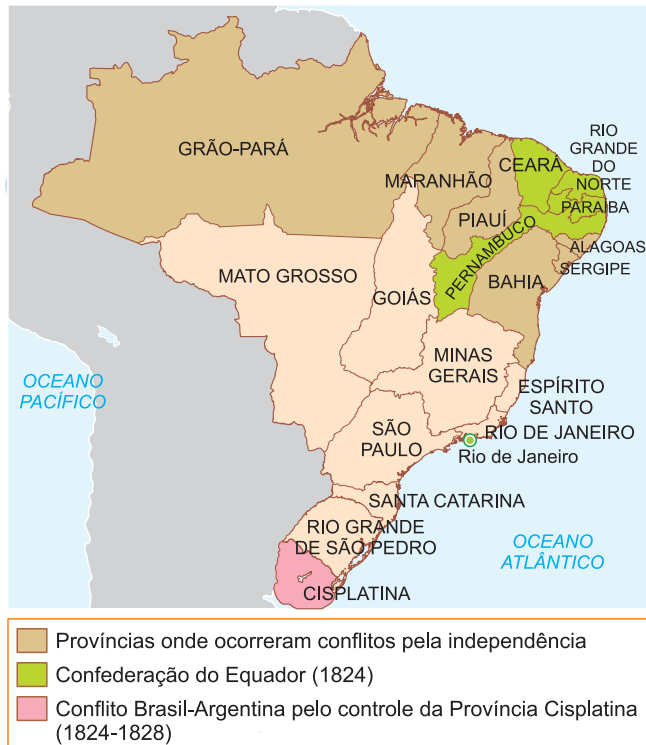 GRÃO-PARÁ
MARANHÃO
CEARÁ
RIO
GRANDE
DO
NORTE
PARAÍBA
PIAUÍ
PERNAMBUCO
ALAGOAS
SERGIPE
BAHIA
MATO GROSSO
GOIÁS
MINAS
GERAIS
ESPÍRITO
SANTO
OCEANO
PACÍFICO
SÃO
PAULO
RIO DE JANEIRO
Rio de Janeiro
SANTA CATARINA
RIO GRANDE
DE SÃO PEDRO
OCEANO
ATLÂNTICO
CISPLATINA
Províncias onde ocorreram conflitos pela independência
Confederação do Equador (1824)
Conflito Brasil-Argentina pelo controle da Província Cisplatina
(1824-1828)